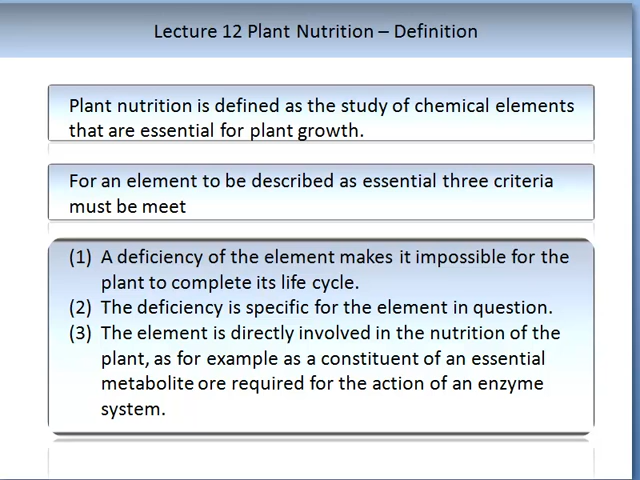 Lecture 12 Plant Nutrition – Definition
Plant nutrition is defined as the study of chemical elements
that are essential for plant growth.
For an element to be described as essential three criteria
must be meet
(1) A deficiency of the element makes it impossible for the
plant to complete its life cycle.
(2) The deficiency is specific for the element in question.
(3) The element is directly involved in the nutrition of the
plant, as for example as a constituent of an essential
metabolite ore required for the action of an enzyme
system.